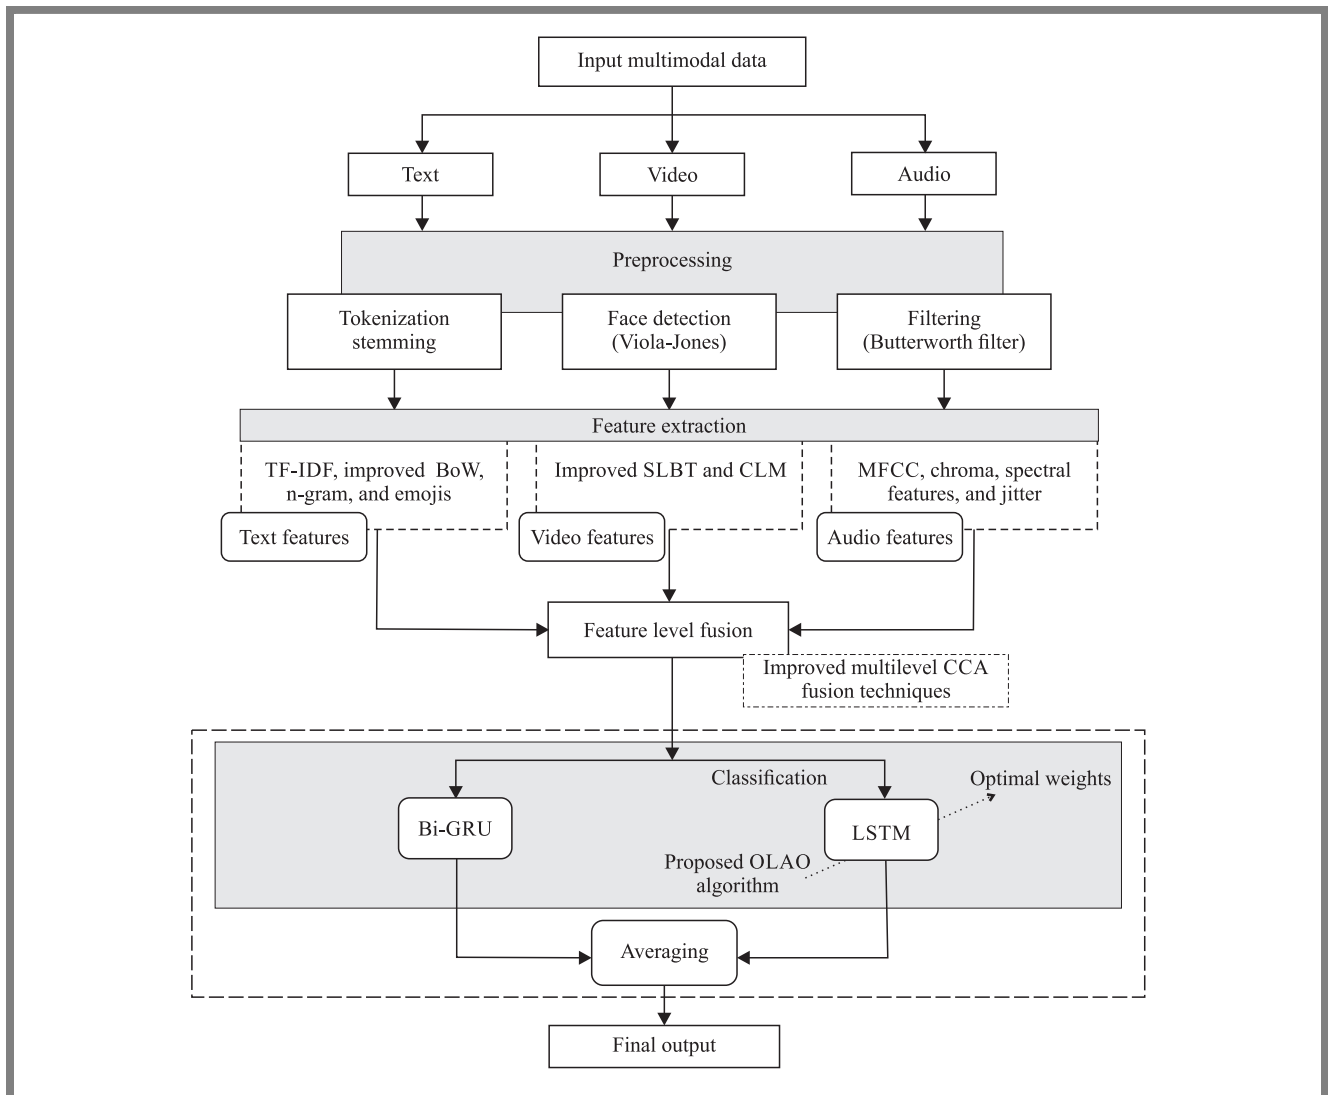 Input multimodal data
Text
Video
Audio
Preprocessing
Tokenization
stemming
Face detection
(Viola-Jones)
Filtering
(Butterworth filter)
Feature extraction
TF-IDF, improved BoW,
n-gram, and emojis
Improved SLBT and CLM
MFCC, chroma, spectral
features, and jitter
Text features
Video features
Audio features
Feature level fusion
Improved multilevel CCA
fusion techniques
Classification
Optimal weights
Bi-GRU
LSTM
Proposed OLAO
algorithm
Averaging
Final output